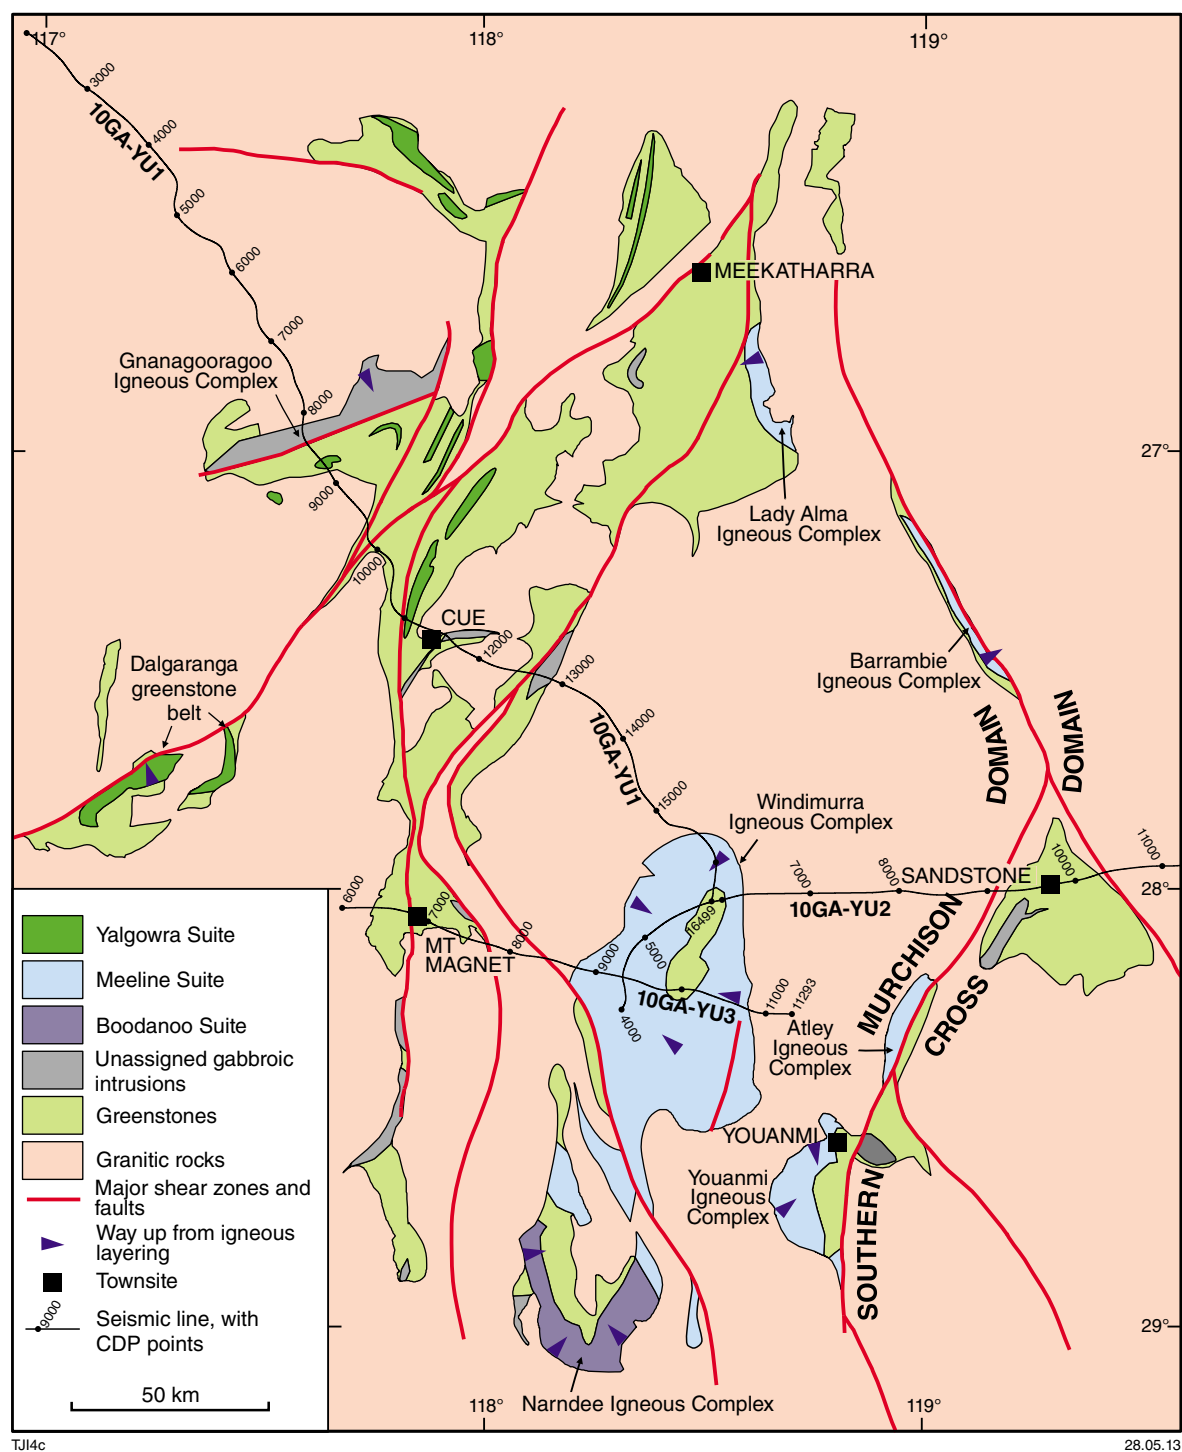 117°
118°
119°
3000
10GA-YU1
4000
5000
6000
7000
MEEKATHARRA
Gnanagooragoo
Igneous Complex
8000
27°
9000
Lady Alma
Igneous Complex
10000
CUE
12000
13000
Barrambie
Igneous Complex
Dalgaranga
greenstone
belt
DOMAIN
DOMAIN
10GA-YU1
14000
15000
Windimurra
Igneous Complex
7000
8000
SANDSTONE
10000
11000
28°
6000
7000
10GA-YU2
16499
MURCHISON
MT
MAGNET
8000
9000
5000
10GA-YU3
11000
11293
4000
CROSS
Atley
Igneous
Complex
YOUANMI
Youanmi
Igneous
Complex
SOUTHERN
29°
Yalgowra Suite
Meeline Suite
Boodanoo Suite
Unassigned gabbroic
intrusions
Greenstones
Granitic rocks
Major shear zones and
faults
Way up from igneous
layering
Townsite
9000
Seismic line, with
CDP points
50 km
Narndee Igneous Complex
118°
119°
TJI4c
28.05.13